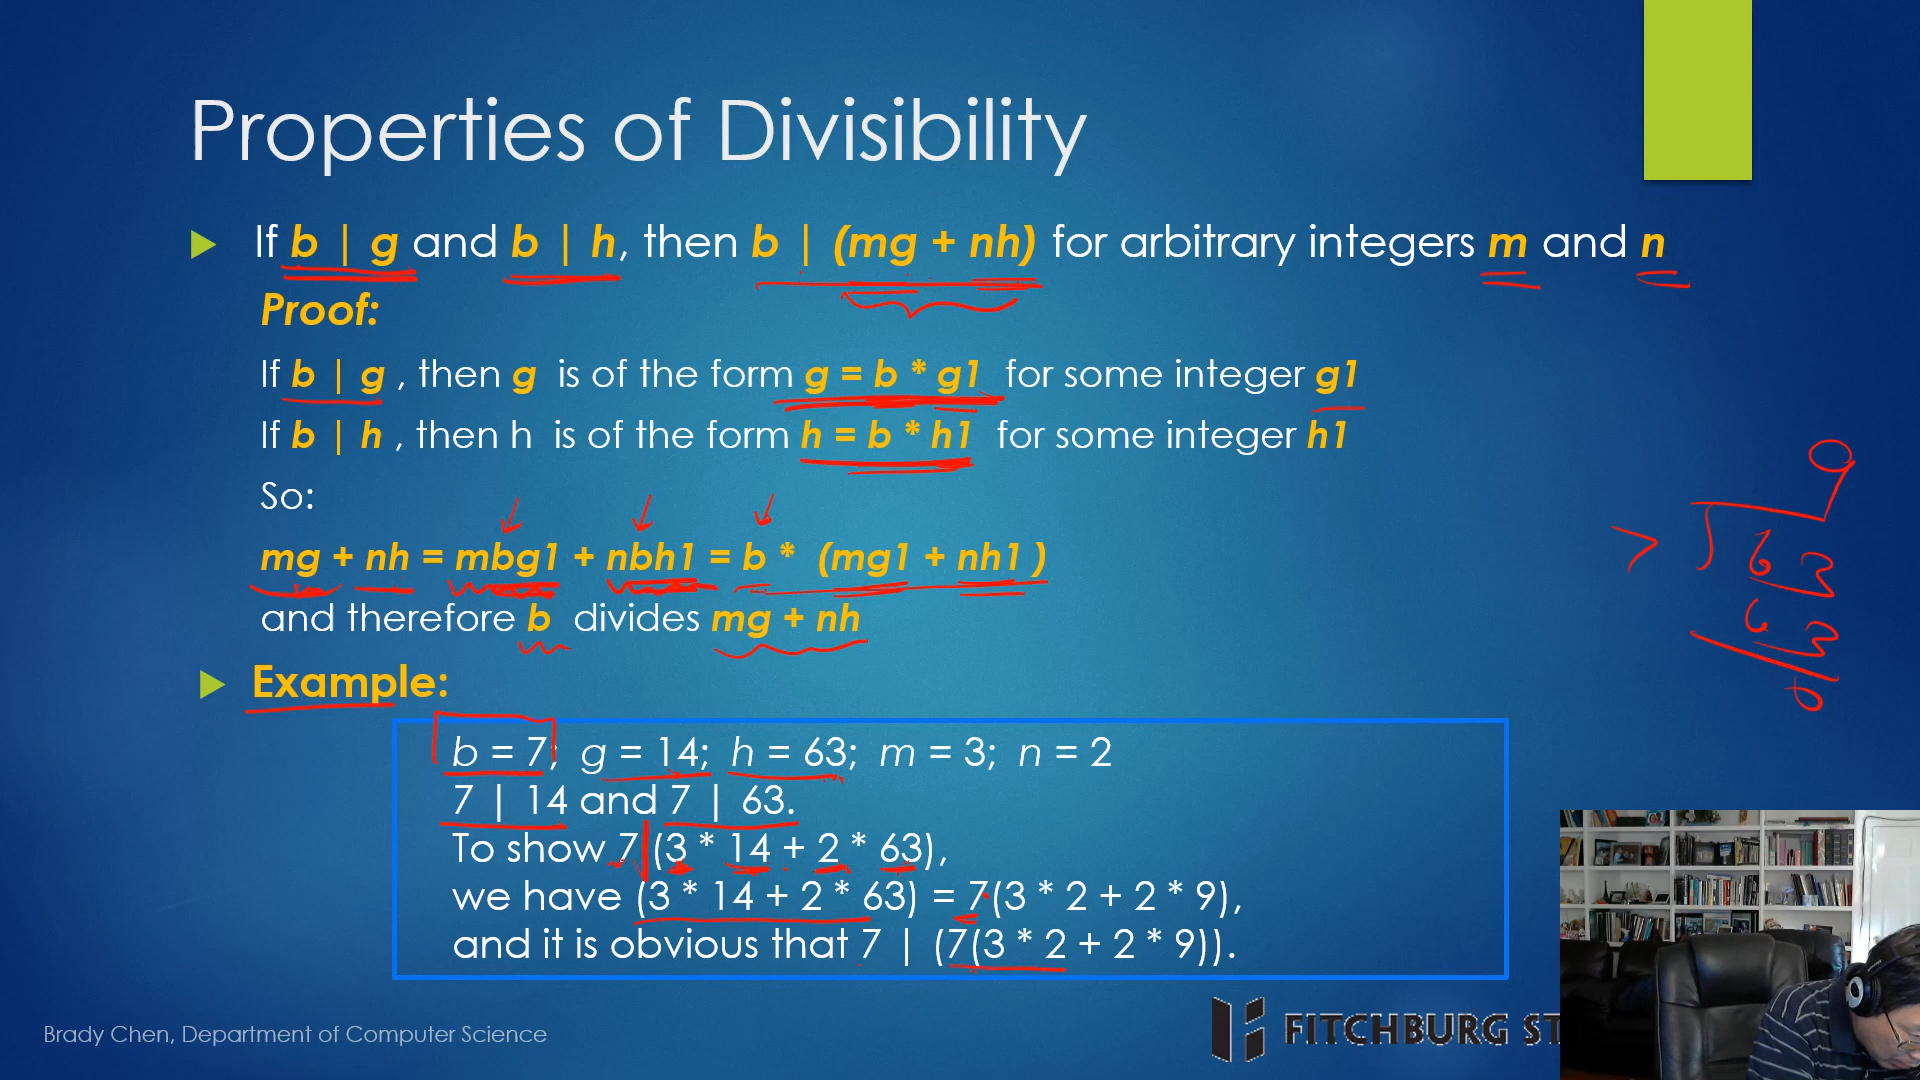 Properties of Divisibility
If b | g and b | h, then b | (mg + nh) for arbitrary integers m and n
Proof:
If b | g , then g is of the form g = b * g1 for some integer g1
If b | h , then h is of the form h = b * h1 for some integer h1
So:
mg + nh = mbg1 + nbh1 = b * (mg1 + nh1 )
and therefore b divides mg + nh
9
7
63
63
0
Example:
b = 7; g = 14; h = 63; m = 3; n = 2
7 | 14 and 7 | 63.
To show 7|(3 * 14 + 2 * 63),
we have (3 * 14 + 2 * 63) = 7(3 * 2 + 2 * 9),
and it is obvious that 7 | (7(3 * 2 + 2 * 9)).
Brady Chen, Department of Computer Science
FITCHBURG ST